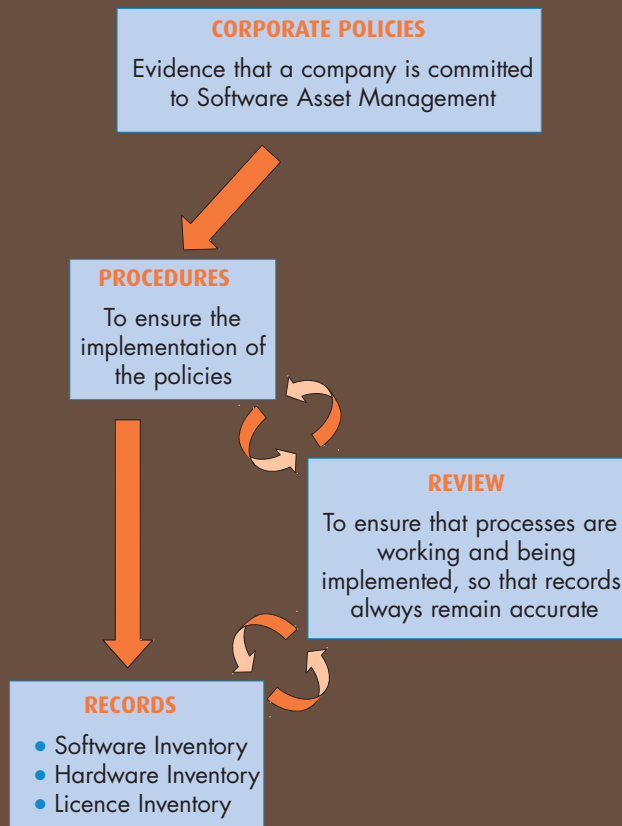 CORPORATE POLICIES
Evidence that a company is committed
to Software Asset Management
PROCEDURES
To ensure the
implementation of
the policies
REVIEW
To ensure that processes are
working and being
implemented, so that records
always remain accurate
RECORDS
• Software Inventory
• Hardware Inventory
• Licence Inventory